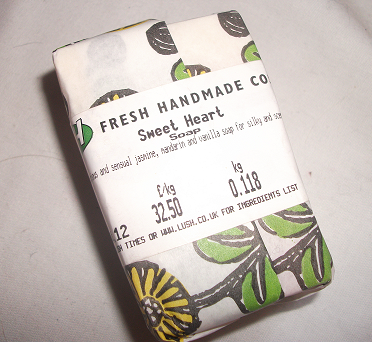 FRESH HANDMADE CO
Sweet Heart
Soap
and sensual jasmine, mandarin and vanilla soap for silky and
£/kg kg
32.50 0.118
12
TIMES OR WWW.LUSH.CO.UK FOR INGREDIENTS LIST